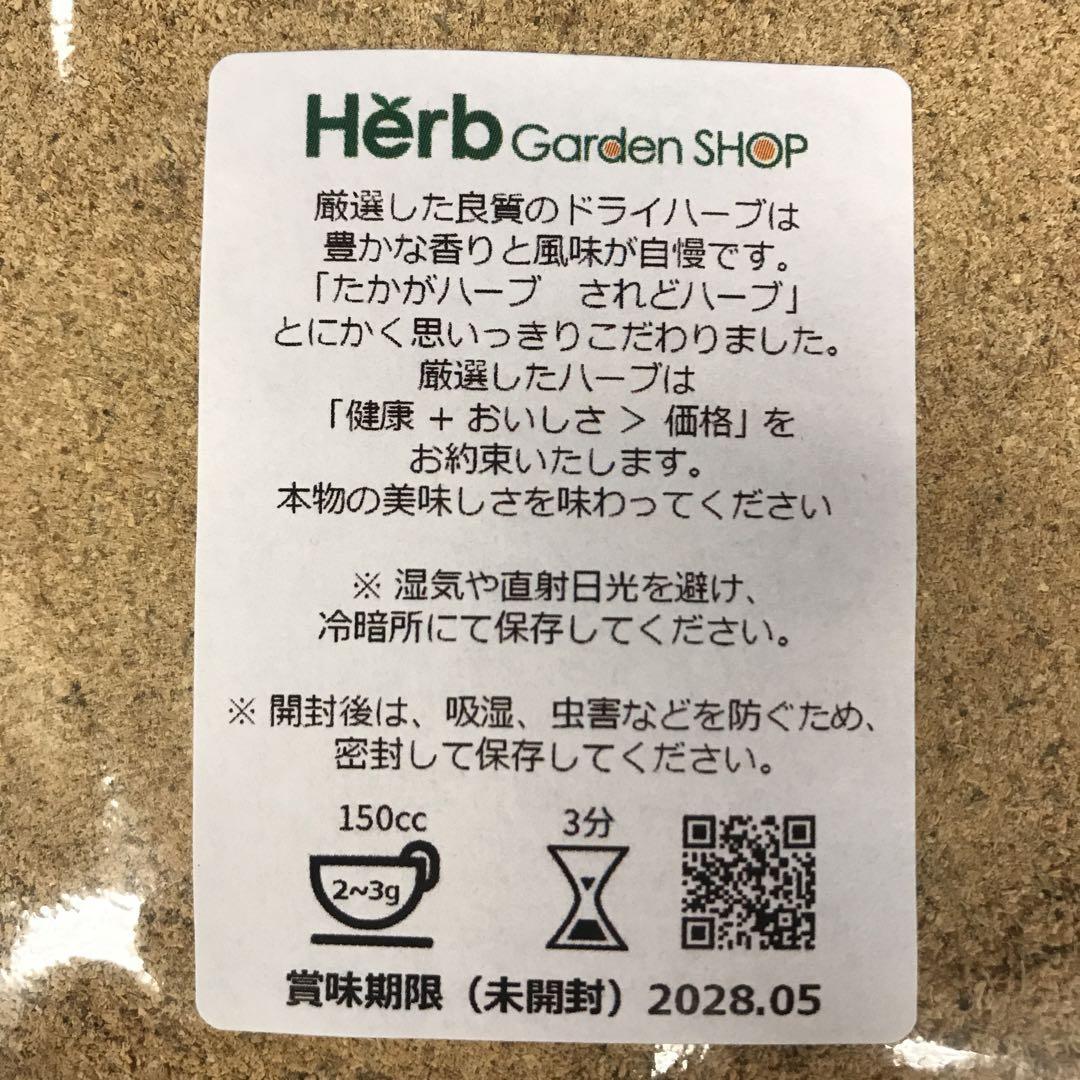 Herb Garden SHOP
厳選した良質のドライハーブは
豊かな香りと風味が自慢です。
「たかがハーブ　されどハーブ」
とにかく思いっきりこだわりました。
厳選したハーブは
「健康 + おいしさ > 価格」を
お約束いたします。
本物の美味しさを味わってください
※ 湿気や直射日光を避け、
冷暗所にて保存してください。
※ 開封後は、吸湿、虫害などを防ぐため、
密封して保存してください。
150cc
3分
2~3g
賞味期限（未開封）2028.05